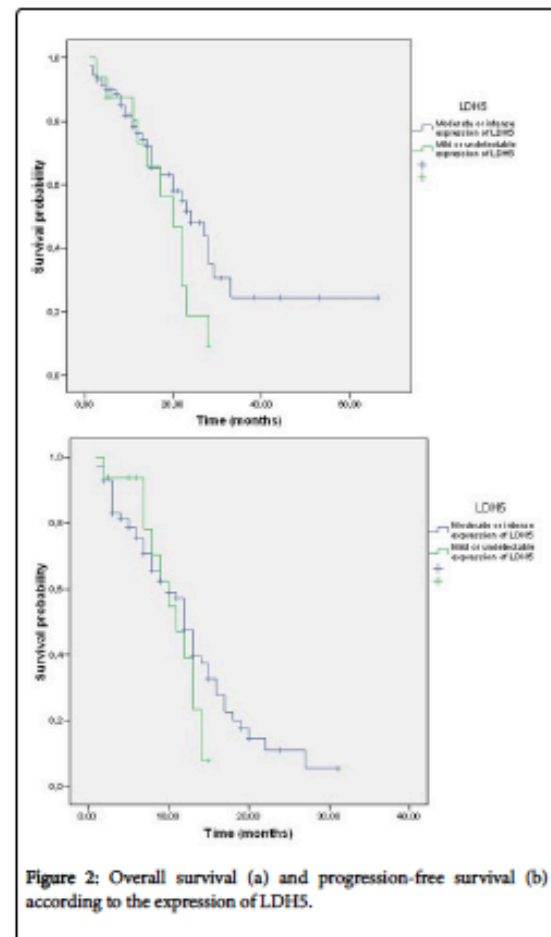 1,0
0,8
0,6
0,4
0,2
0,0
Survival probability
0.00 20.00 40.00 60.00
Time (months)
LDH5
Moderate or intense
expression of LDH5
Mild or undetectable
expression of LDH5
1,0
0,8
0,6
0,4
0,2
0,0
Survival probability
0.00 10.00 20.00 30.00 40.00
Time (months)
LDH5
Moderate or intense
expression of LDH5
Mild or undetectable
expression of LDH5
Figure 2: Overall survival (a) and progression-free survival (b)
according to the expression of LDH5.